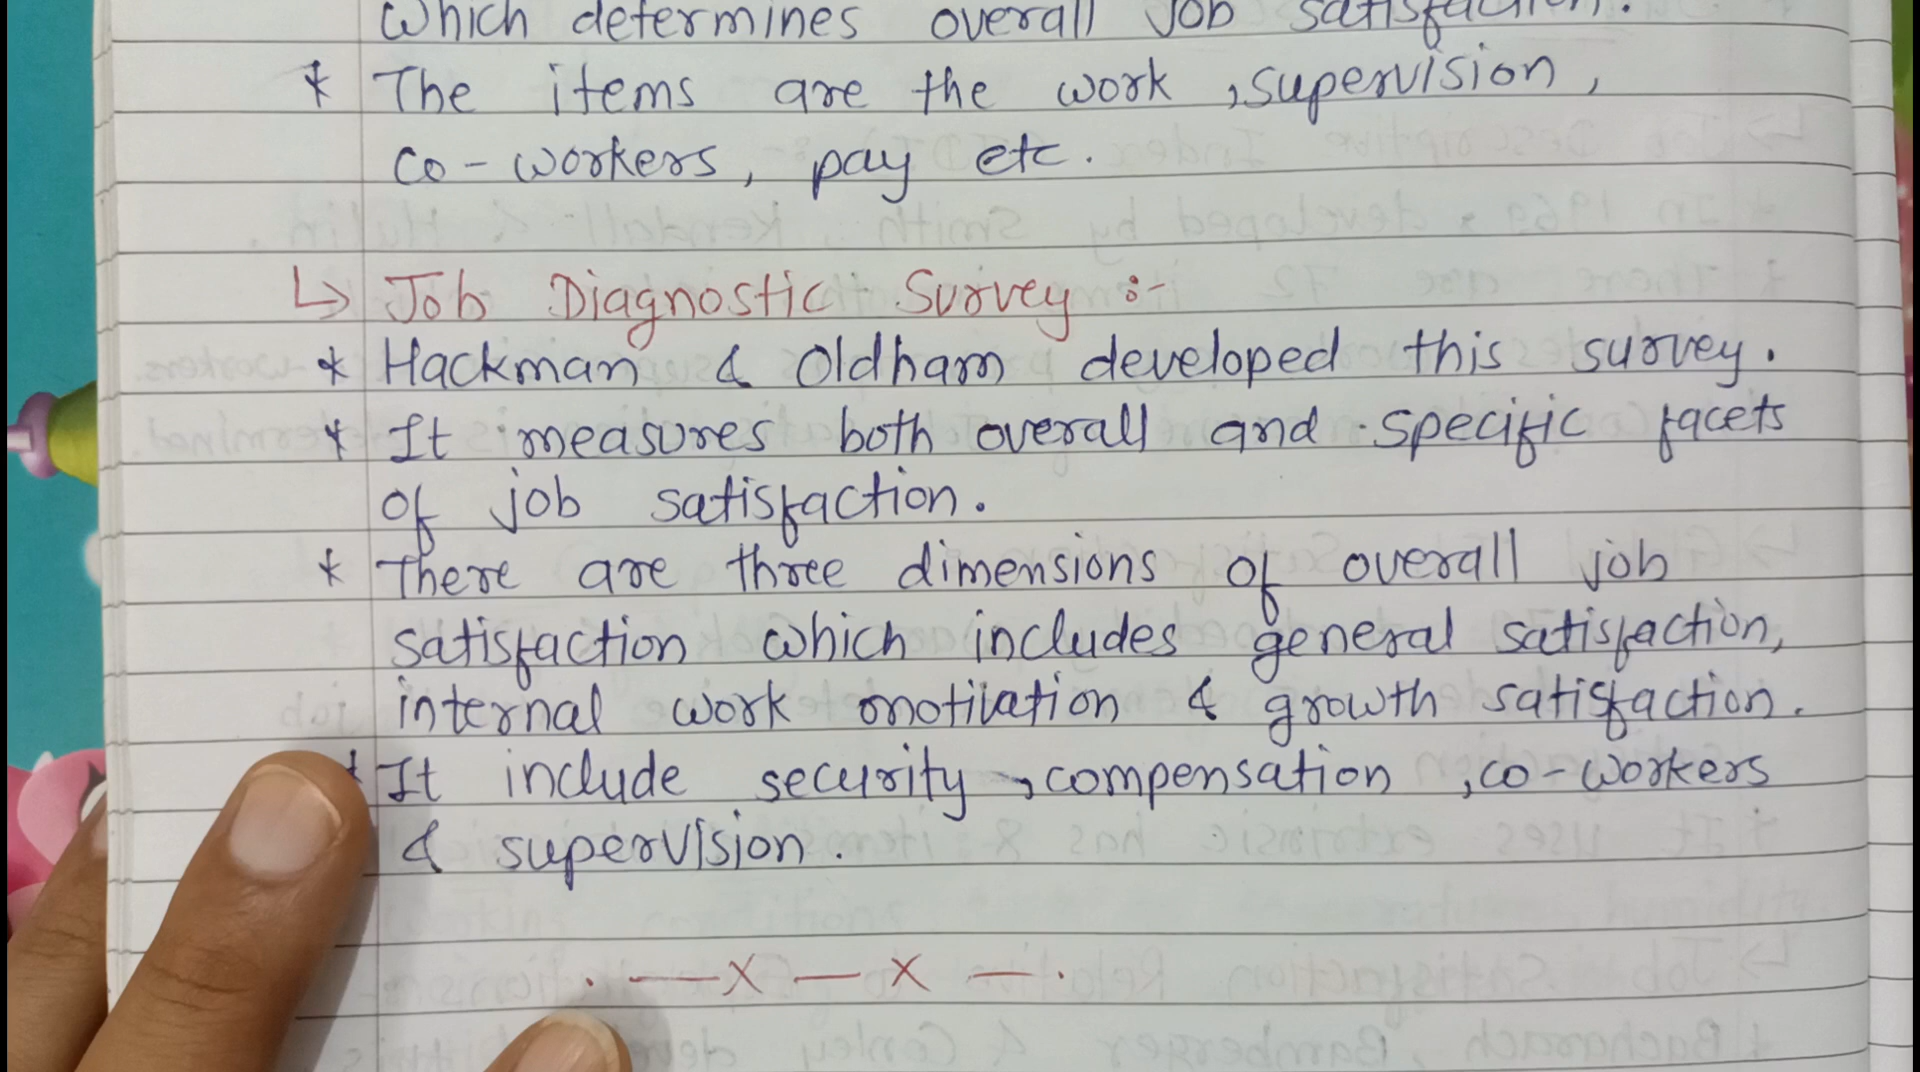 which determines overall job satisfaction.
* The items are the work, supervision,
co-workers, pay etc.
↳ Job Diagnostic Survey :-
* Hackman & Oldham developed this survey.
* It measures both overall and specific facets
of job satisfaction.
* There are three dimensions of overall job
satisfaction which includes general satisfaction,
internal work motivation & growth satisfaction.
* It include security, compensation, co-workers
& supervision.
. — X — X — .